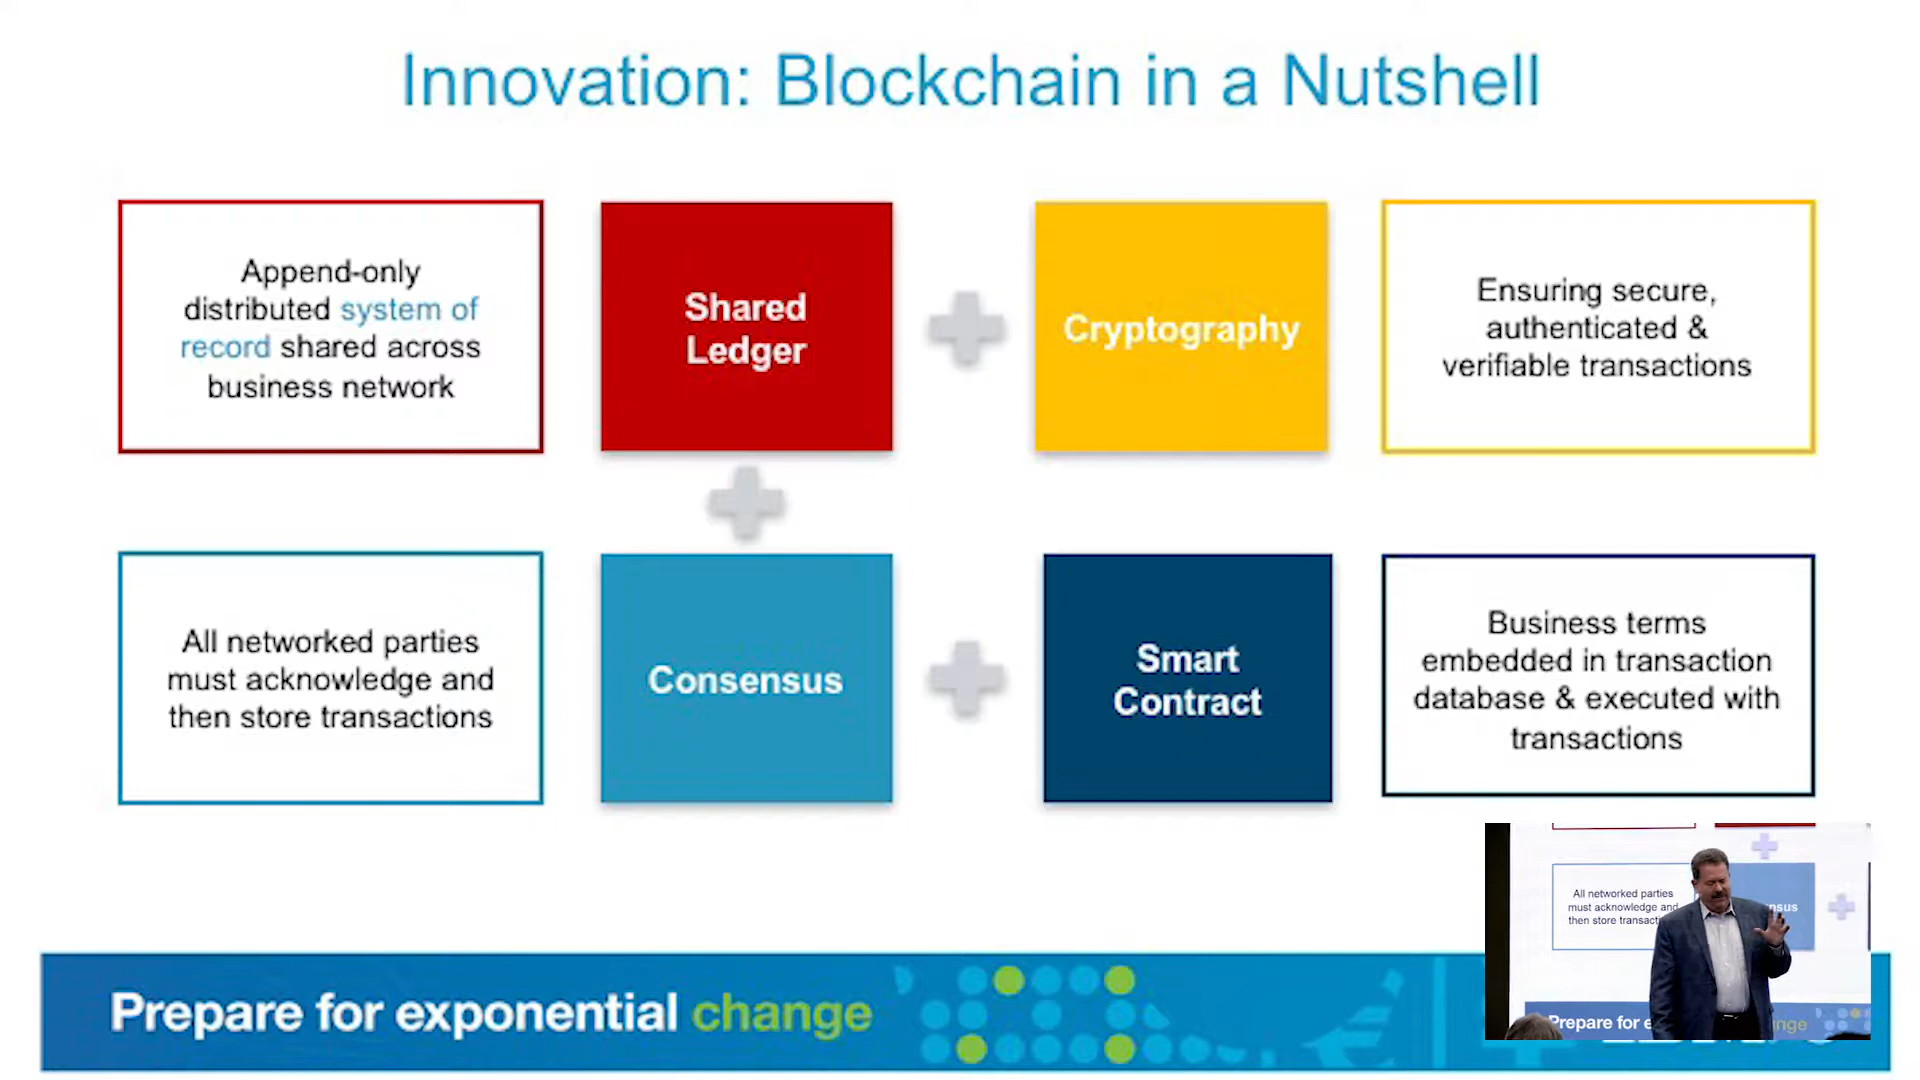 Innovation: Blockchain in a Nutshell
Append-only
distributed system of
record shared across
business network
Shared
Ledger
Cryptography
Ensuring secure,
authenticated &
verifiable transactions
All networked parties
must acknowledge and
then store transactions
Consensus
Smart
Contract
Business terms
embedded in transaction
database & executed with
transactions
Prepare for exponential change
All networked parties
must acknowledge and
then store
Prepare for